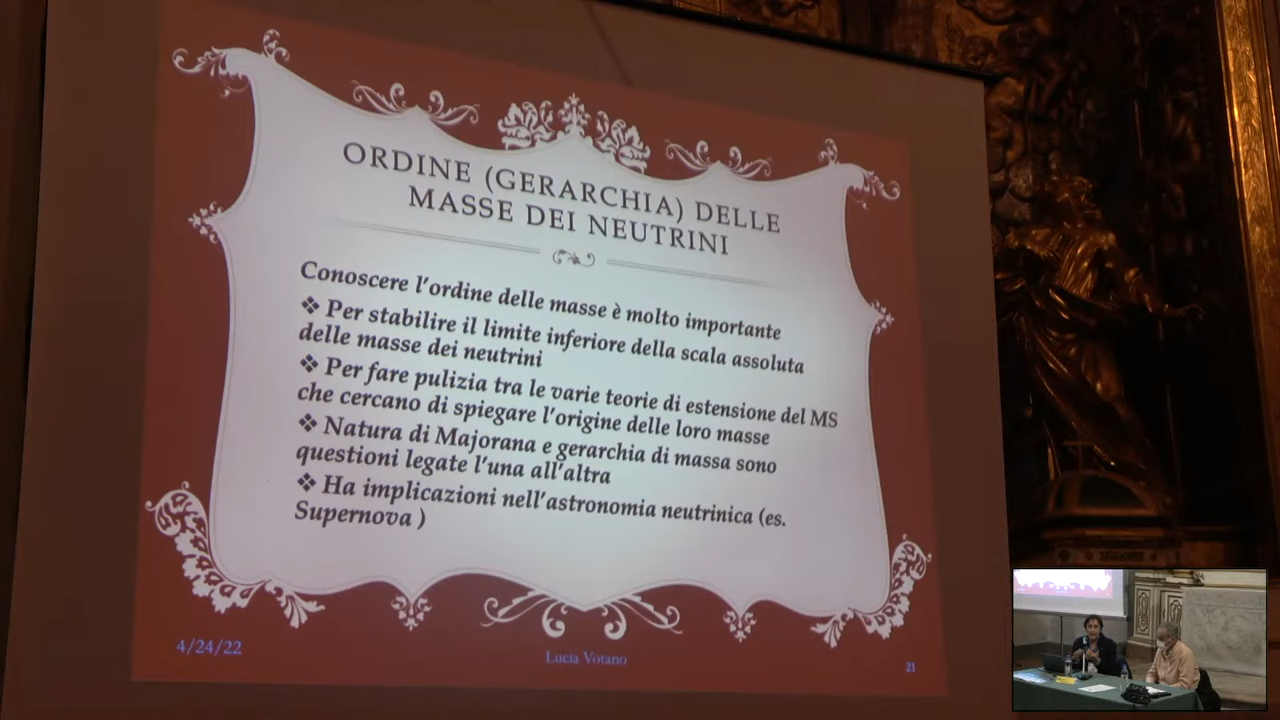 ORDINE (GERARCHIA) DELLE
MASSE DEI NEUTRINI
Conoscere l'ordine delle masse è molto importante
❖ Per stabilire il limite inferiore della scala assoluta
delle masse dei neutrini
❖ Per fare pulizia tra le varie teorie di estensione del MS
che cercano di spiegare l'origine delle loro masse
❖ Natura di Majorana e gerarchia di massa sono
questioni legate l'una all'altra
❖ Ha implicazioni nell'astronomia neutrinica (es.
Supernova )
4/24/22
Lucia Votano
21